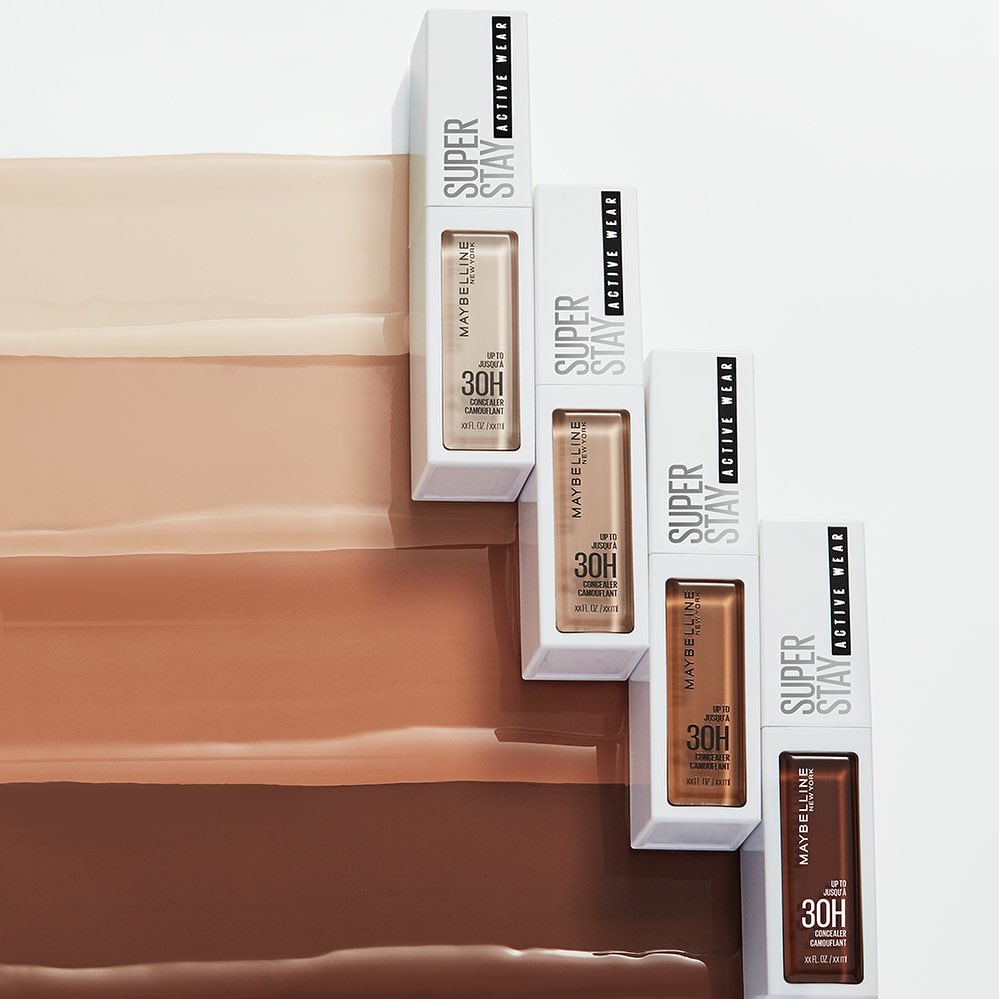 SUPER
STAY
ACTIVE WEAR
MAYBELLINE
NEW YORK
UP TO
JUSQU'À
30H
CONCEALER
CAMOUFLANT
xx FL. OZ / xx ml
SUPER
STAY
ACTIVE WEAR
MAYBELLINE
NEW YORK
UP TO
JUSQU'À
30H
CONCEALER
CAMOUFLANT
xx FL. OZ / xx ml
SUPER
STAY
ACTIVE WEAR
MAYBELLINE
NEW YORK
UP TO
JUSQU'À
30H
CONCEALER
CAMOUFLANT
xx FL. OZ / xx ml
SUPER
STAY
ACTIVE WEAR
MAYBELLINE
NEW YORK
UP TO
JUSQU'À
30H
CONCEALER
CAMOUFLANT
xx FL. OZ / xx ml